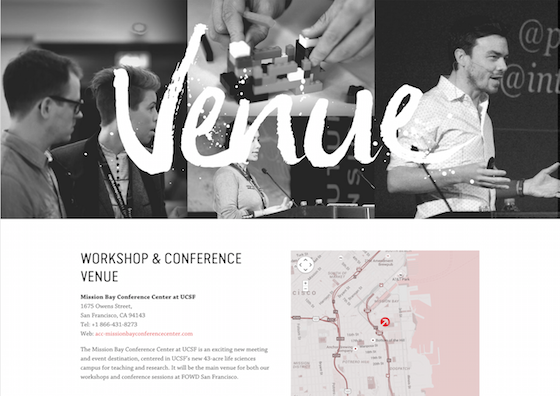 @p
@in
Venue
WORKSHOP & CONFERENCE
VENUE
Mission Bay Conference Center at UCSF
1675 Owens Street,
San Francisco, CA 94143
Tel: +1 866-431-8273
Web: acc-missionbayconferencecenter.com
The Mission Bay Conference Center at UCSF is an exciting new meeting
and event destination, centered in UCSF's new 43-acre life sciences
campus for teaching and research. It will be the main venue for both our
workshops and conference sessions at FOWD San Francisco.
CISCO